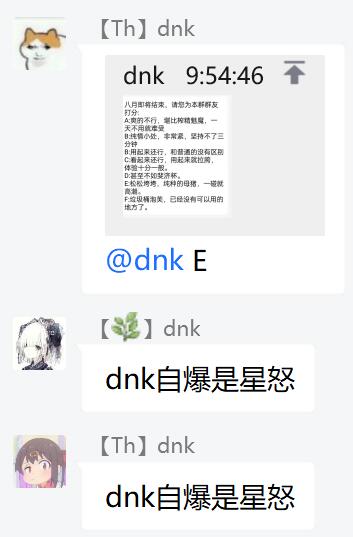 【Th】dnk
dnk 9:54:46
八月即将结束，请您为本群群友
打分:
A:爽的不行，堪比榨精魅魔，一
天不用就难受
B:纯情小处，非常紧，坚持不了三
分钟
B:用起来还行，和普通的没有区别
C:看起来还行，用起来就拉胯，
体验十分一般。
D:甚至不如斐济杯。
E:松松垮垮，纯种的母猪，一碰就
高潮。
F:垃圾桶泡芙，已经没有可以用的
地方了。
@dnk E
【🌿】dnk
dnk自爆是星怒
【Th】dnk
dnk自爆是星怒